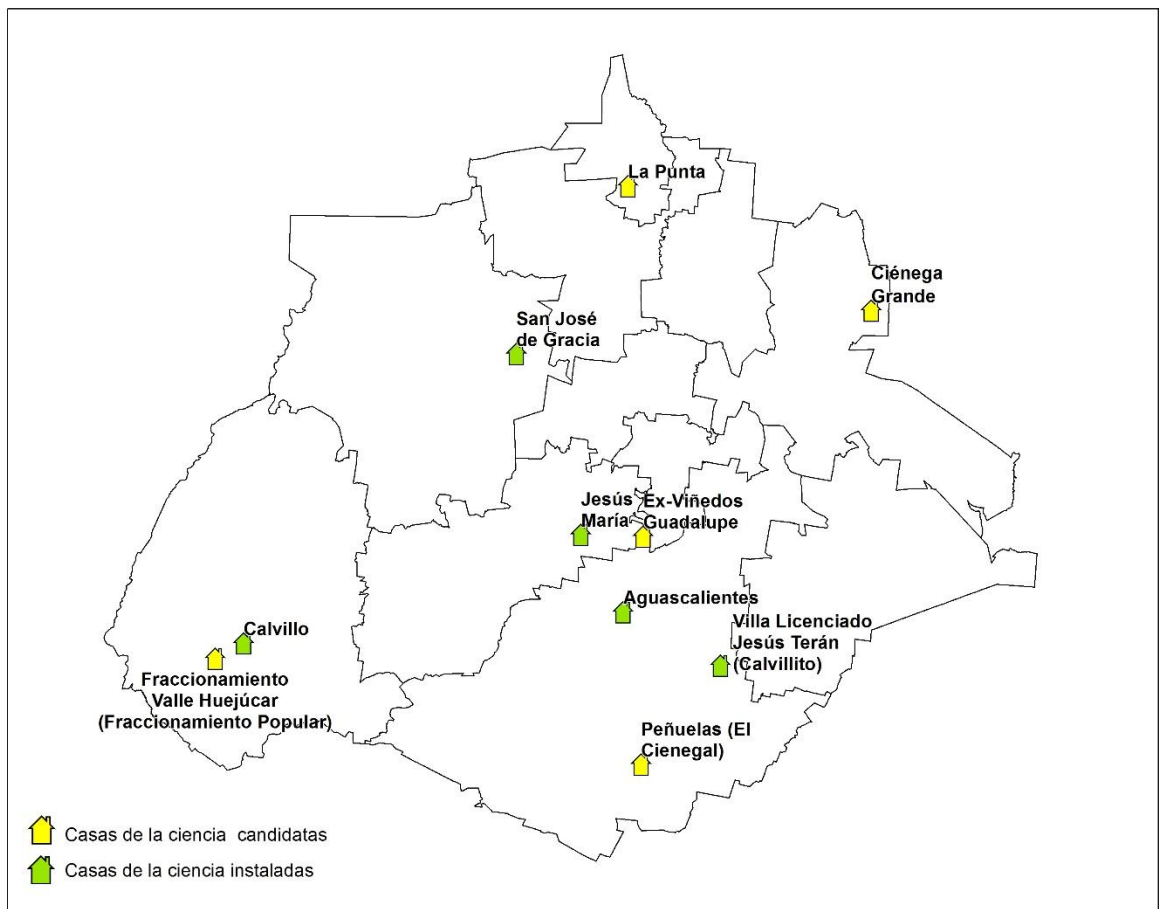 La Punta
Ciénega
Grande
San José
de Gracia
Jesús
María
Ex-Viñedos
Guadalupe
Aguascalientes
Villa Licenciado
Jesús Terán
(Calvillito)
Calvillo
Fraccionamiento
Valle Huejúcar
(Fraccionamiento Popular)
Peñuelas (El
Cienegal)
Casas de la ciencia candidatas
Casas de la ciencia instaladas